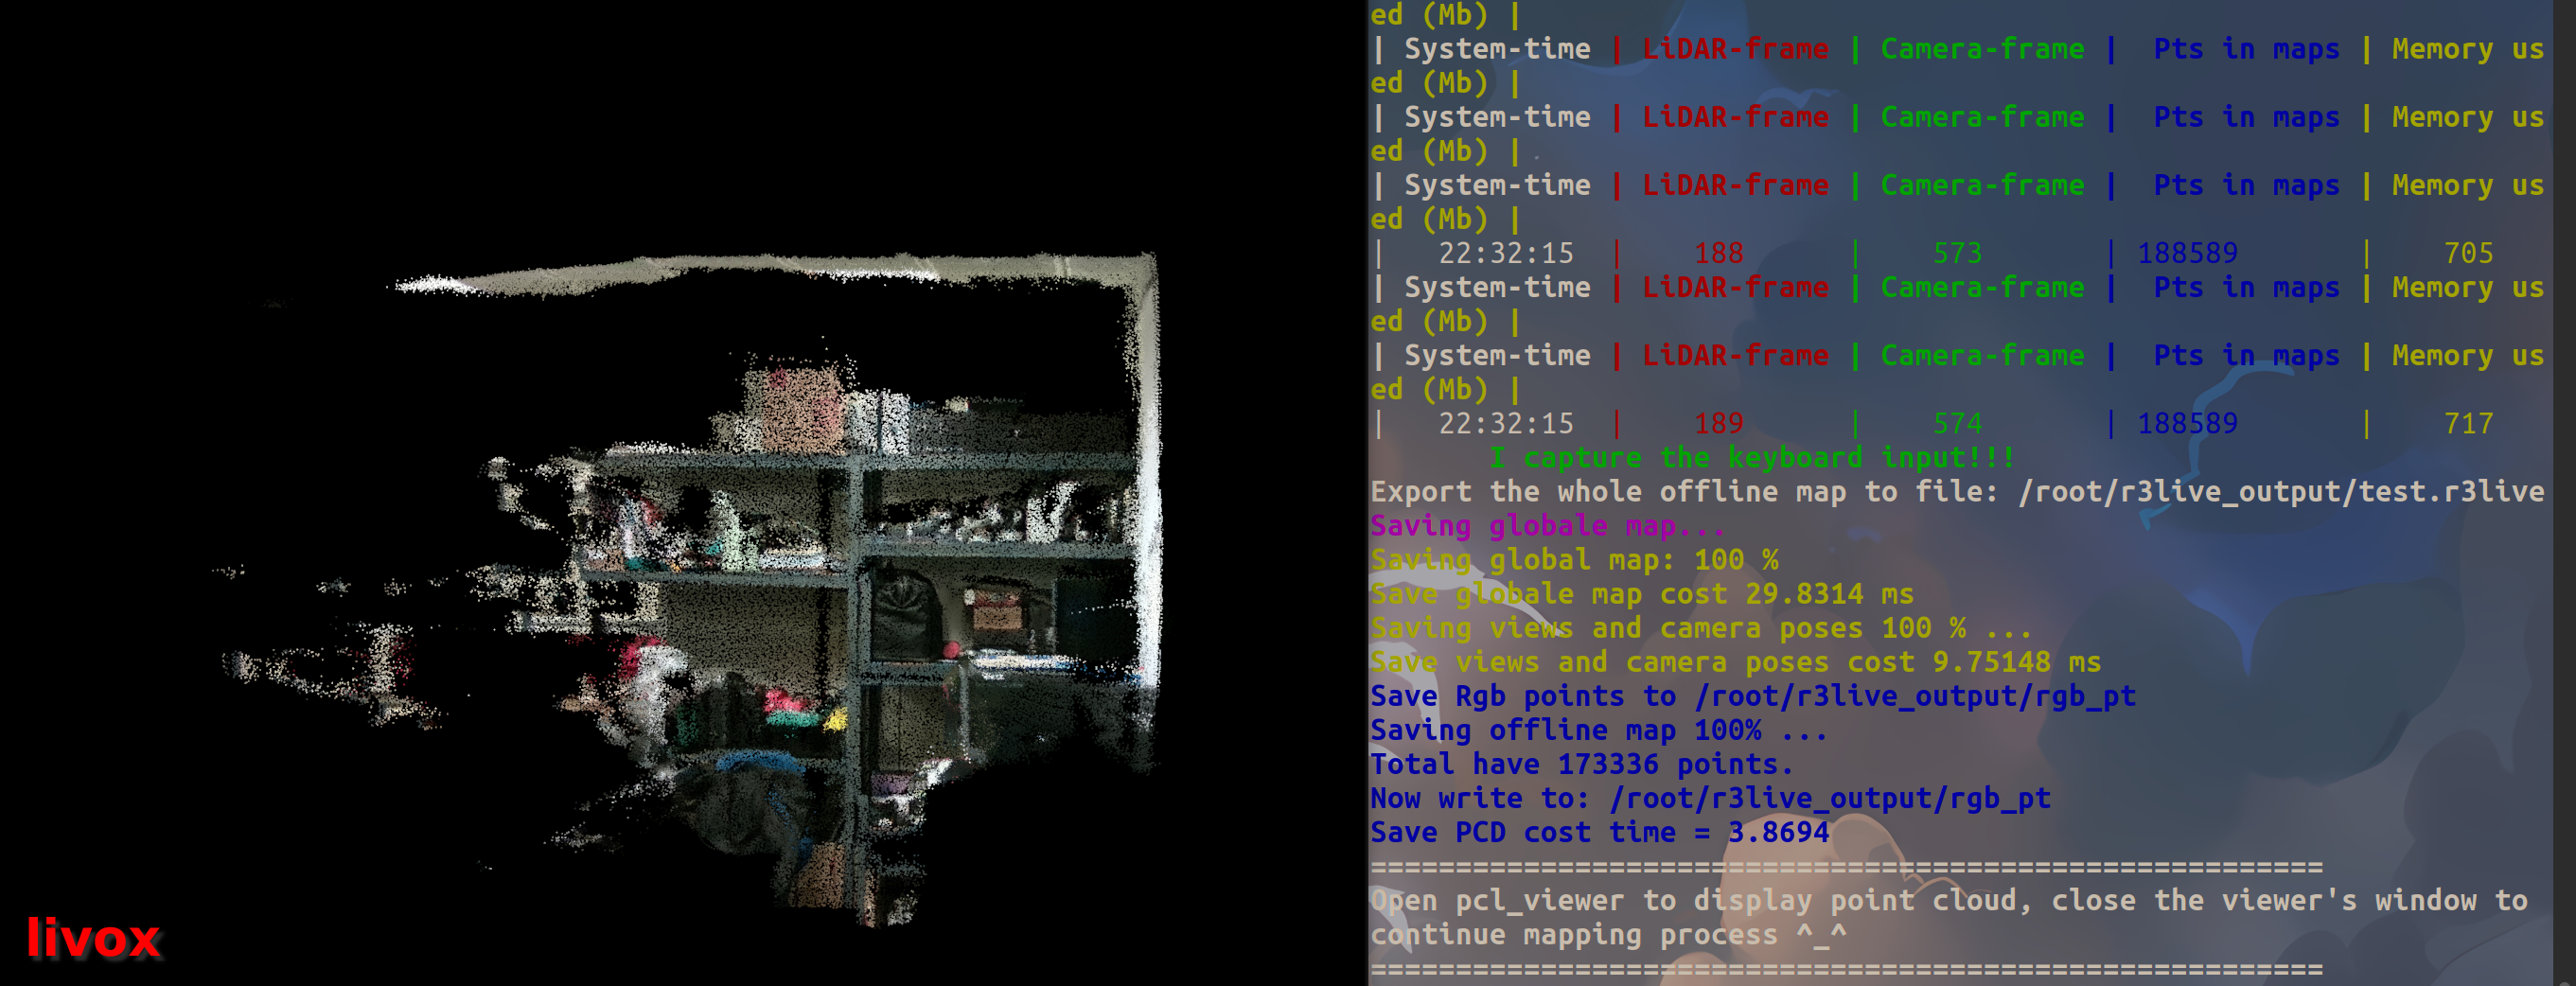 livox
ed (Mb) |
| System-time | LiDAR-frame | Camera-frame |  Pts in maps | Memory us
ed (Mb) |
| System-time | LiDAR-frame | Camera-frame |  Pts in maps | Memory us
ed (Mb) |
| System-time | LiDAR-frame | Camera-frame |  Pts in maps | Memory us
ed (Mb) |
|   22:32:15  |    188      |    573       | 188589       |    705
| System-time | LiDAR-frame | Camera-frame |  Pts in maps | Memory us
ed (Mb) |
| System-time | LiDAR-frame | Camera-frame |  Pts in maps | Memory us
ed (Mb) |
|   22:32:15  |    189      |    574       | 188589       |    717
I capture the keyboard input!!!
Export the whole offline map to file: /root/r3live_output/test.r3live
Saving globale map...
Saving global map: 100 %
Save globale map cost 29.8314 ms
Saving views and camera poses 100 % ...
Save views and camera poses cost 9.75148 ms
Save Rgb points to /root/r3live_output/rgb_pt
Saving offline map 100% ...
Total have 173336 points.
Now write to: /root/r3live_output/rgb_pt
Save PCD cost time = 3.8694
========================================================
Open pcl_viewer to display point cloud, close the viewer's window to
continue mapping process ^_^
========================================================